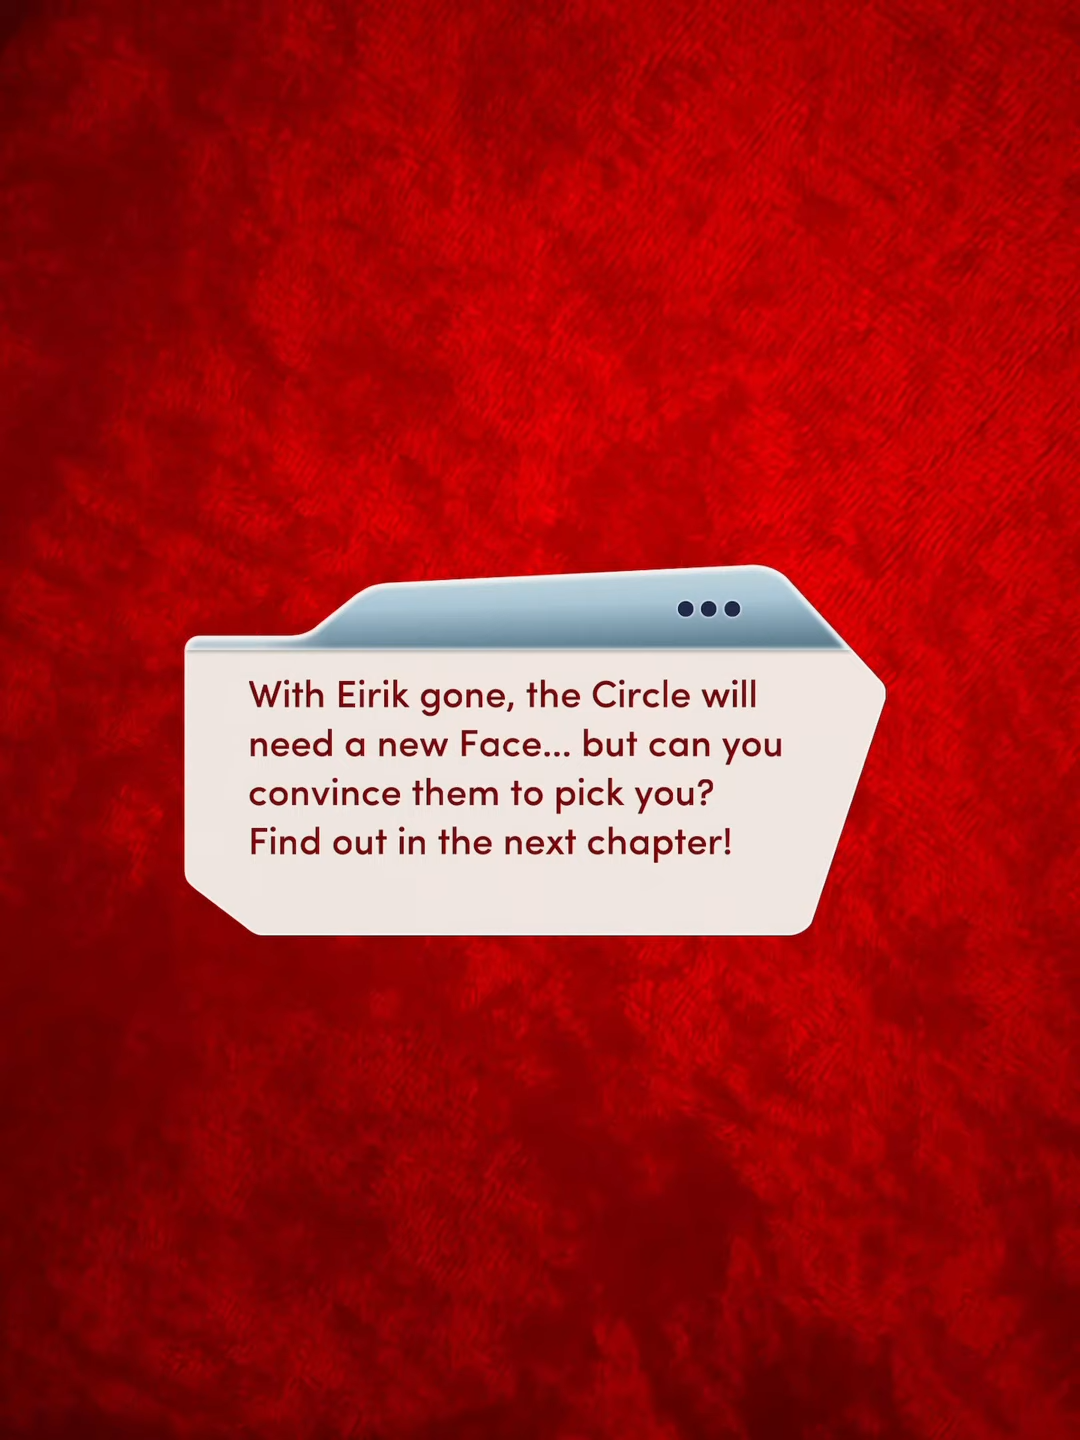 With Eirik gone, the Circle will
need a new Face... but can you
convince them to pick you?
Find out in the next chapter!